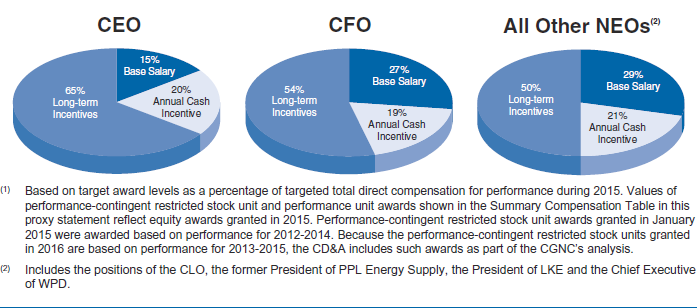 CEO
CFO
All Other NEOs(2)
15%
Base Salary
20%
Annual Cash
Incentive
65%
Long-term
Incentives
27%
Base Salary
19%
Annual Cash
Incentive
54%
Long-term
Incentives
29%
Base Salary
21%
Annual Cash
Incentive
50%
Long-term
Incentives
(1) Based on target award levels as a percentage of targeted total direct compensation for performance during 2015. Values of
performance-contingent restricted stock unit and performance unit awards shown in the Summary Compensation Table in this
proxy statement reflect equity awards granted in 2015. Performance-contingent restricted stock unit awards granted in January
2015 were awarded based on performance for 2012-2014. Because the performance-contingent restricted stock units granted
in 2016 are based on performance for 2013-2015, the CD&A includes such awards as part of the CGNC's analysis.
(2) Includes the positions of the CLO, the former President of PPL Energy Supply, the President of LKE and the Chief Executive
of WPD.